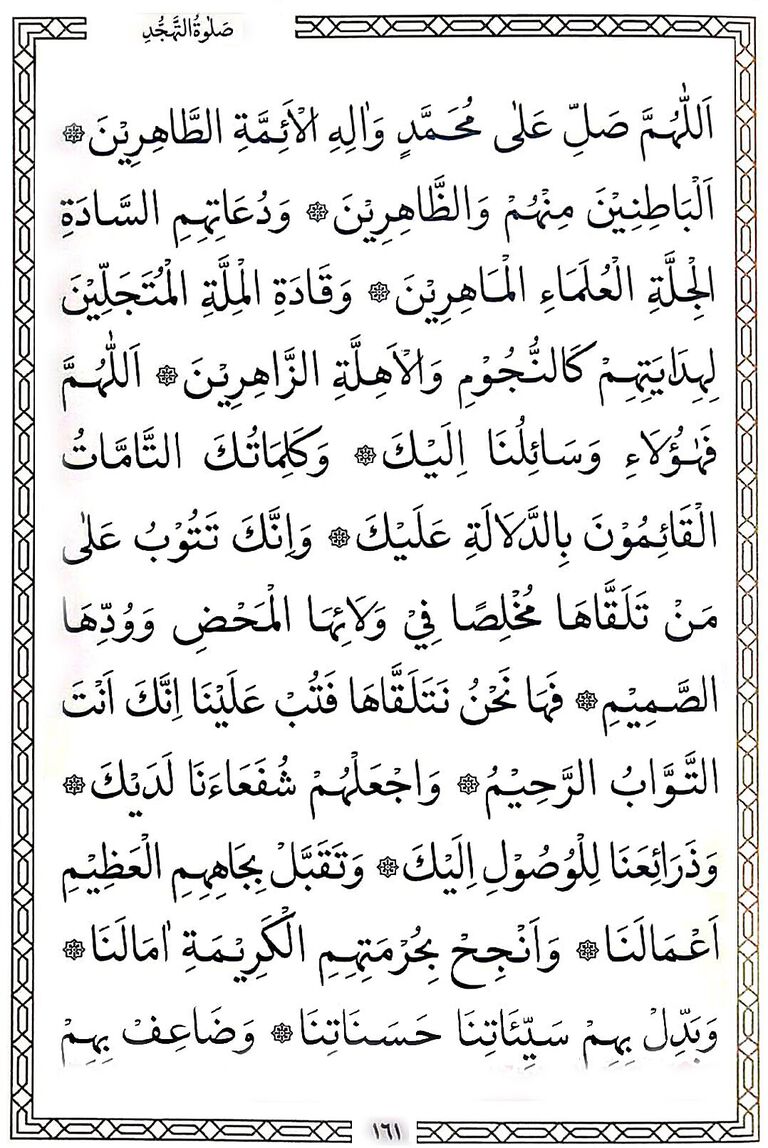 صَلٰوةُ التَّهَجُّدِ
اَللّٰهُمَّ صَلِّ عَلٰى مُحَمَّدٍ وَاٰلِهِ الْاَئِمَّةِ الطَّاهِرِيْنَ ۞
اَلْبَاطِنِيْنَ مِنْهُمْ وَالظَّاهِرِيْنَ ۞ وَدُعَاتِهِمِ السَّادَةِ
الْجِلَّةِ الْعُلَمَاءِ الْمَاهِرِيْنَ ۞ وَقَادَةِ الْمِلَّةِ الْمُتَجَلِّيْنَ
لِهِدَايَتِهِمْ كَالنُّجُوْمِ وَالْاَهِلَّةِ الزَّاهِرِيْنَ ۞ اَللّٰهُمَّ
فَهٰؤُلَاءِ وَسَائِلُنَا اِلَيْكَ ۞ وَكَلِمَاتُكَ التَّامَّاتُ
الْقَائِمُوْنَ بِالدَّلَالَةِ عَلَيْكَ ۞ وَاِنَّكَ تَتُوْبُ عَلٰى
مَنْ تَلَقَّاهَا مُخْلِصًا فِيْ وَلَائِهَا الْمَحْضِ وَوُدِّهَا
الصَّمِيْمِ ۞ فَهَا نَحْنُ نَتَلَقَّاهَا فَتُبْ عَلَيْنَا اِنَّكَ اَنْتَ
التَّوَّابُ الرَّحِيْمُ ۞ وَاجْعَلْهُمْ شُفَعَاءَنَا لَدَيْكَ ۞
وَذَرَائِعَنَا لِلْوُصُوْلِ اِلَيْكَ ۞ وَتَقَبَّلْ بِجَاهِهِمِ الْعَظِيْمِ
اَعْمَالَنَا ۞ وَاَنْجِحْ بِحُرْمَتِهِمِ الْكَرِيْمَةِ اٰمَالَنَا ۞
وَبَدِّلْ بِهِمْ سَيِّئَاتِنَا حَسَنَاتِنَا ۞ وَضَاعِفْ بِهِمْ
١٦١